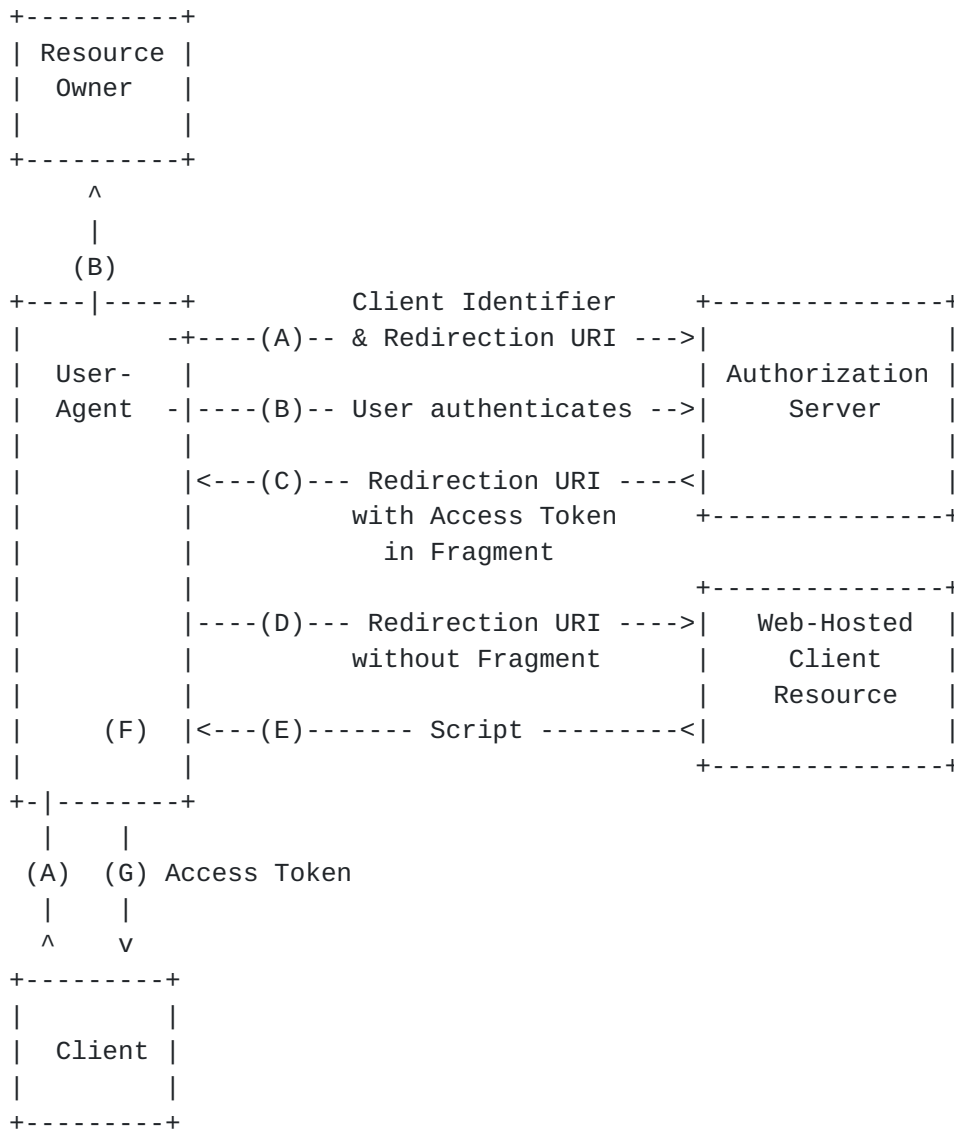 +----------+
| Resource |
|  Owner   |
|          |
+----------+
     ^
     |
    (B)
+----|-----+          Client Identifier     +---------------+
|         -+----(A)-- & Redirection URI --->|               |
|  User-   |                                | Authorization |
|  Agent  -|----(B)-- User authenticates -->|     Server    |
|          |                                |               |
|          |<---(C)--- Redirection URI ----<|               |
|          |          with Access Token     +---------------+
|          |            in Fragment
|          |                                +---------------+
|          |----(D)--- Redirection URI ---->|   Web-Hosted  |
|          |          without Fragment      |     Client    |
|          |                                |    Resource   |
|     (F)  |<---(E)------- Script ---------<|               |
|          |                                +---------------+
+-|--------+
  |    |
 (A)  (G) Access Token
  |    |
  ^    v
+---------+
|         |
|  Client |
|         |
+---------+